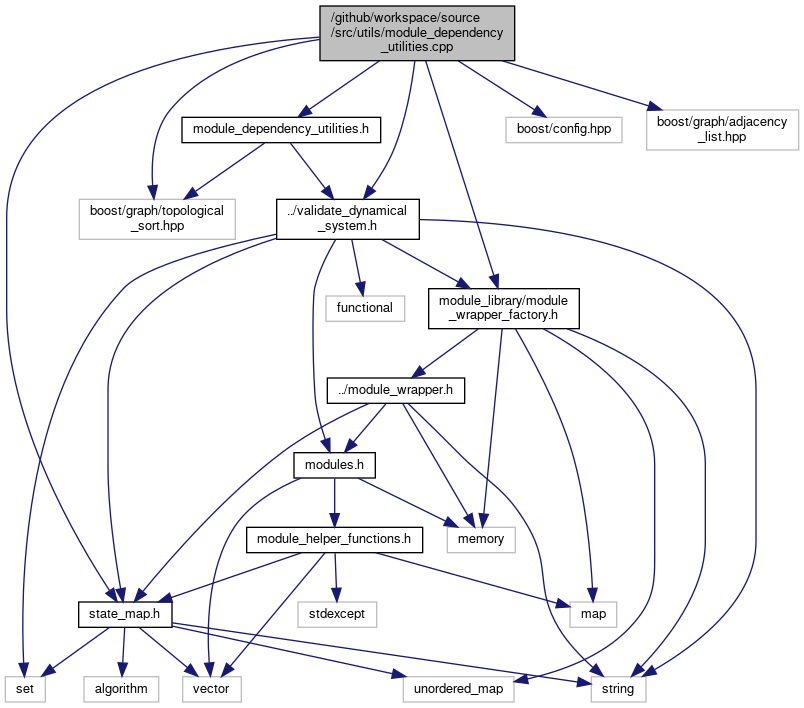 /github/workspace/source
/src/utils/module_dependency
_utilities.cpp
module_dependency_utilities.h
boost/config.hpp
boost/graph/adjacency
_list.hpp
boost/graph/topological
_sort.hpp
../validate_dynamical
_system.h
functional
module_library/module
_wrapper_factory.h
../module_wrapper.h
modules.h
module_helper_functions.h
memory
state_map.h
stdexcept
map
set
algorithm
vector
unordered_map
string